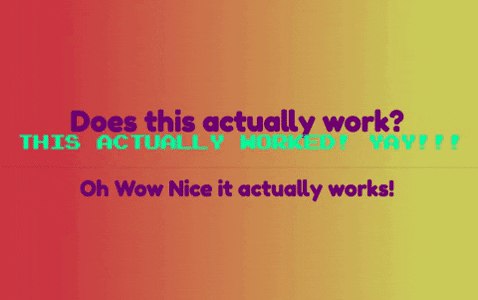 Does this actually work?
THIS ACTUALLY WORKED! YAY!!!
Oh Wow Nice it actually works!